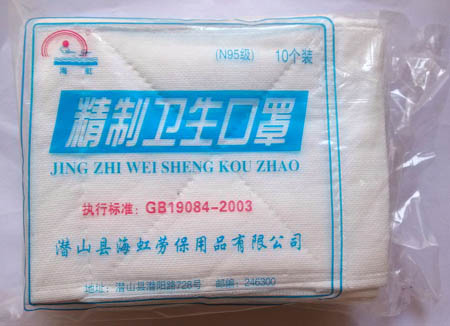 海虹
(N95级) 10个装
精制卫生口罩
JING ZHI WEI SHENG KOU ZHAO
执行标准: GB19084-2003
潜山县海虹劳保用品有限公司
地址: 潜山县潜阳路728号 邮编: 246300